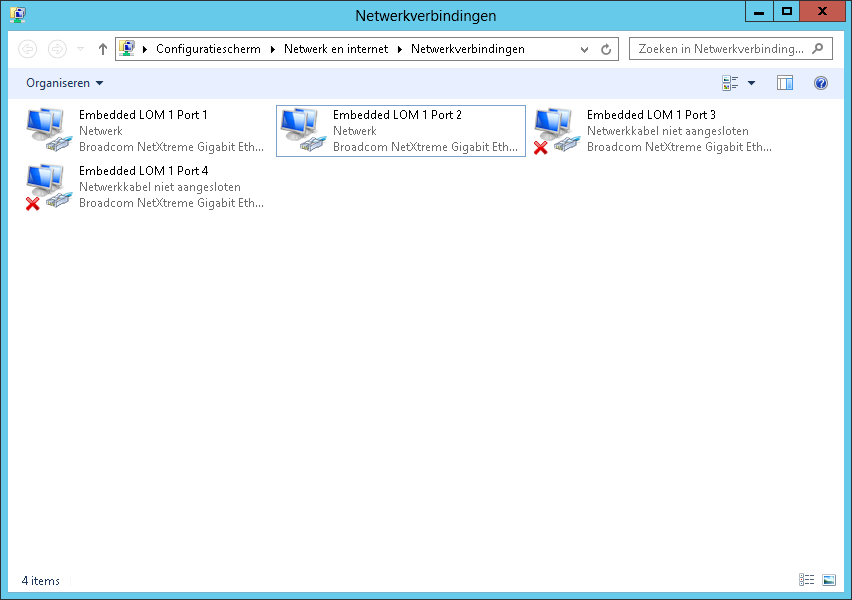 Netwerkverbindingen
Configuratiescherm Netwerk en internet Netwerkverbindingen
Zoeken in Netwerkverbinding...
Organiseren
Embedded LOM 1 Port 1
Netwerk
Broadcom NetXtreme Gigabit Eth...
Embedded LOM 1 Port 2
Netwerk
Broadcom NetXtreme Gigabit Eth...
Embedded LOM 1 Port 3
Netwerkkabel niet aangesloten
Broadcom NetXtreme Gigabit Eth...
Embedded LOM 1 Port 4
Netwerkkabel niet aangesloten
Broadcom NetXtreme Gigabit Eth...
4 items